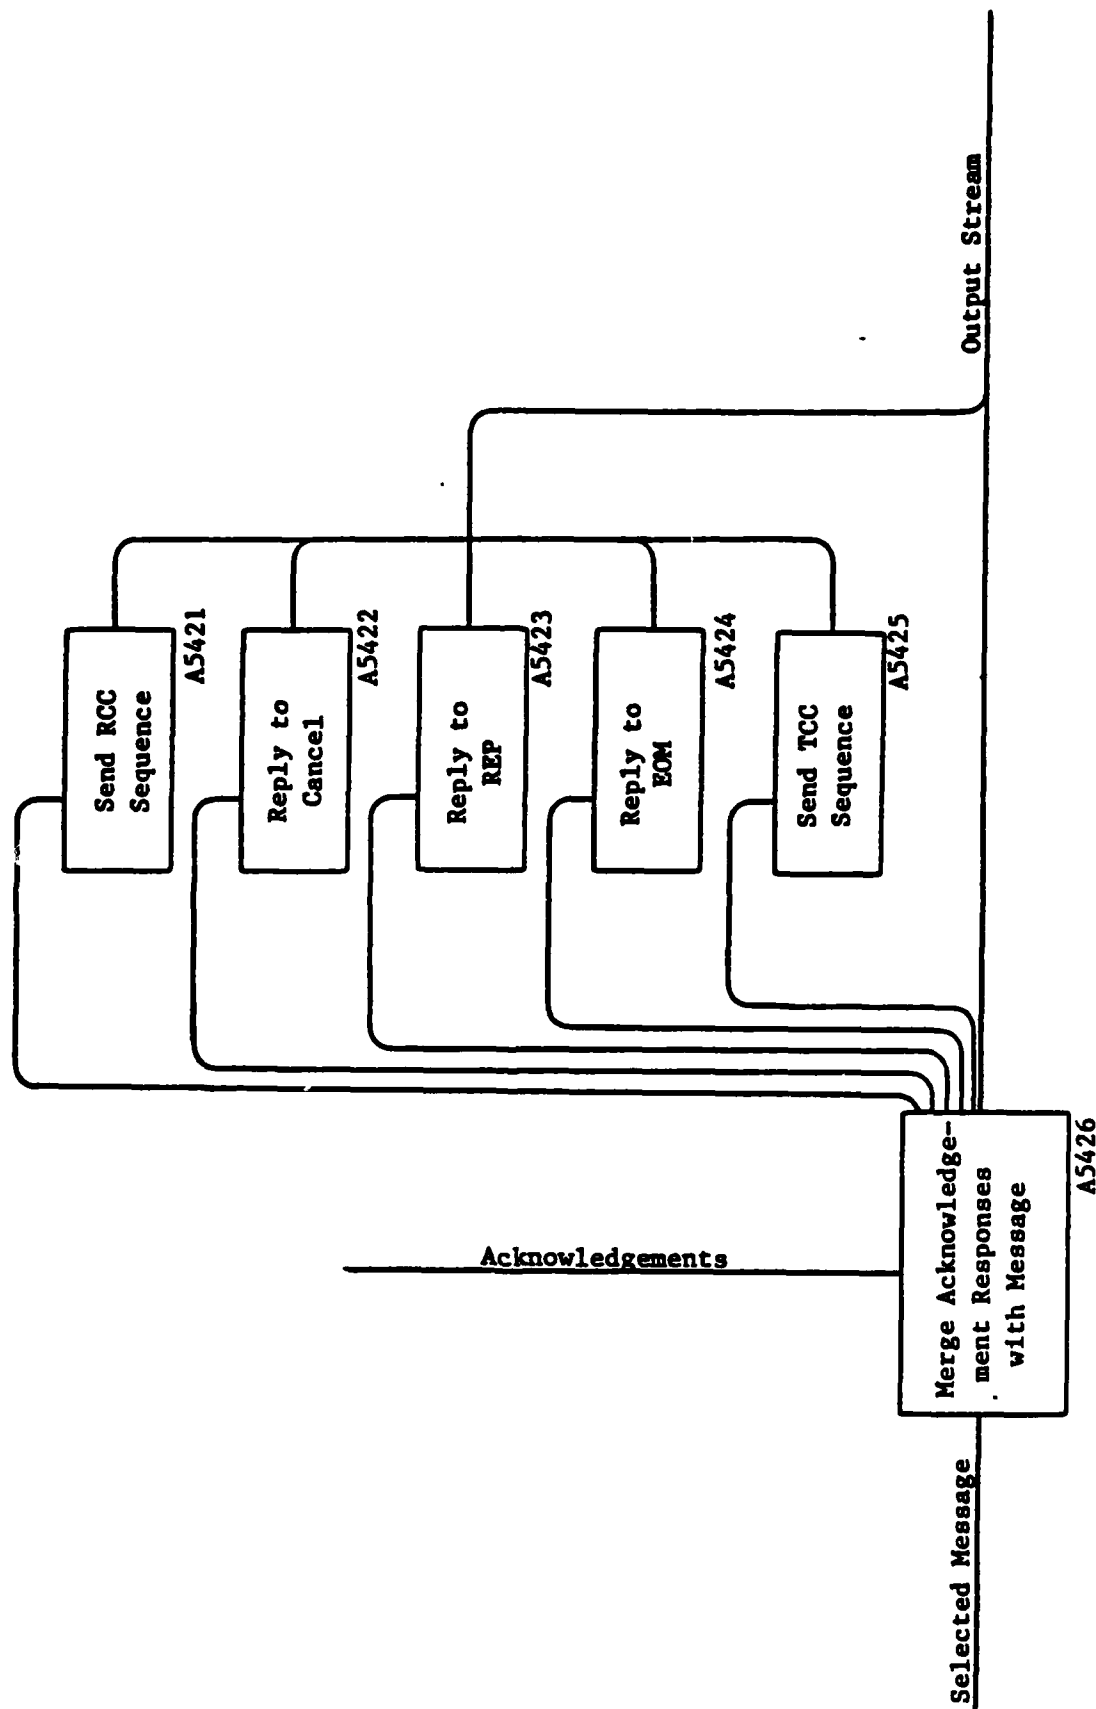 Send RCC
Sequence
A5421
Reply to
Cancel
A5422
Reply to
REP
A5423
Reply to
EOM
A5424
Send TCC
Sequence
A5425
Output Stream
Acknowledgements
Merge Acknowledge-
ment Responses
with Message
A5426
Selected Message